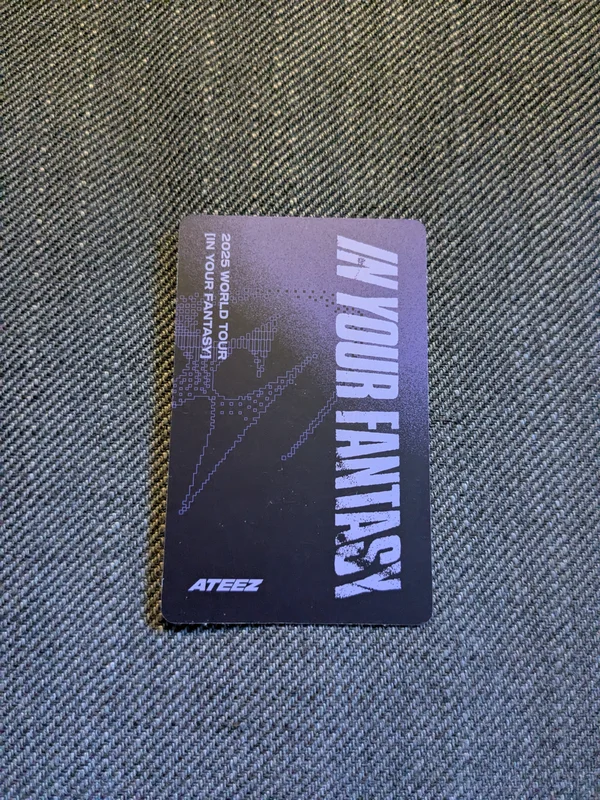 IN YOUR FANTASY
2025 WORLD TOUR
[IN YOUR FANTASY]
ATEEZ